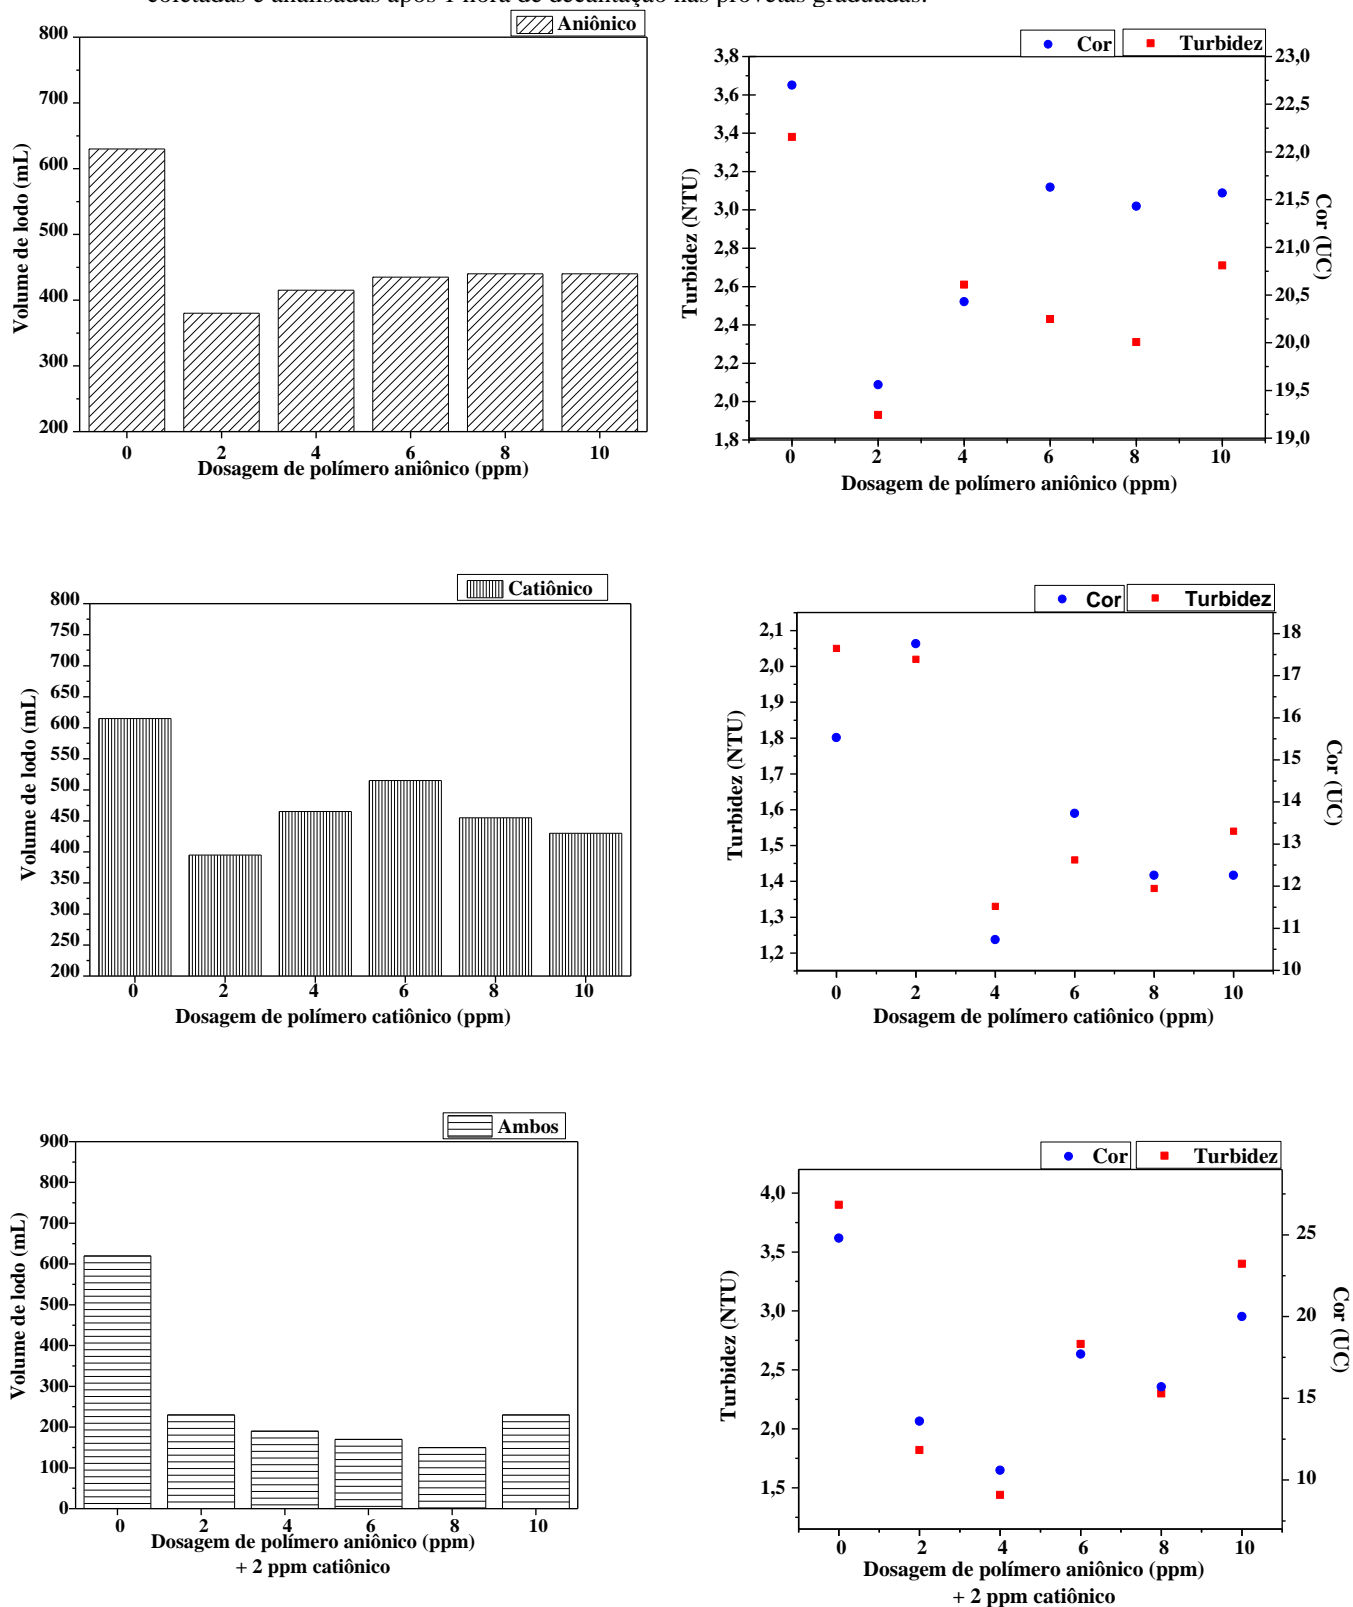 coletadas e analisadas após 1 hora de decantação nas provetas graduadas.
Aniônico
800
700
600
500
400
300
200
Volume de lodo (mL)
0 2 4 6 8 10
Dosagem de polímero aniônico (ppm)
Cor Turbidez
3,8
3,6
3,4
3,2
3,0
2,8
2,6
2,4
2,2
2,0
1,8
Turbidez (NTU)
23,0
22,5
22,0
21,5
21,0
20,5
20,0
19,5
19,0
Cor (UC)
0 2 4 6 8 10
Dosagem de polímero aniônico (ppm)
Catiônico
800
750
700
650
600
550
500
450
400
350
300
250
200
Volume de lodo (mL)
0 2 4 6 8 10
Dosagem de polímero catiônico (ppm)
Cor Turbidez
2,1
2,0
1,9
1,8
1,7
1,6
1,5
1,4
1,3
1,2
Turbidez (NTU)
18
17
16
15
14
13
12
11
10
Cor (UC)
0 2 4 6 8 10
Dosagem de polímero catiônico (ppm)
Ambos
900
800
700
600
500
400
300
200
100
0
Volume de lodo (mL)
0 2 4 6 8 10
Dosagem de polímero aniônico (ppm)
+ 2 ppm catiônico
Cor Turbidez
4,0
3,5
3,0
2,5
2,0
1,5
Turbidez (NTU)
25
20
15
10
Cor (UC)
0 2 4 6 8 10
Dosagem de polímero aniônico (ppm)
+ 2 ppm catiônico